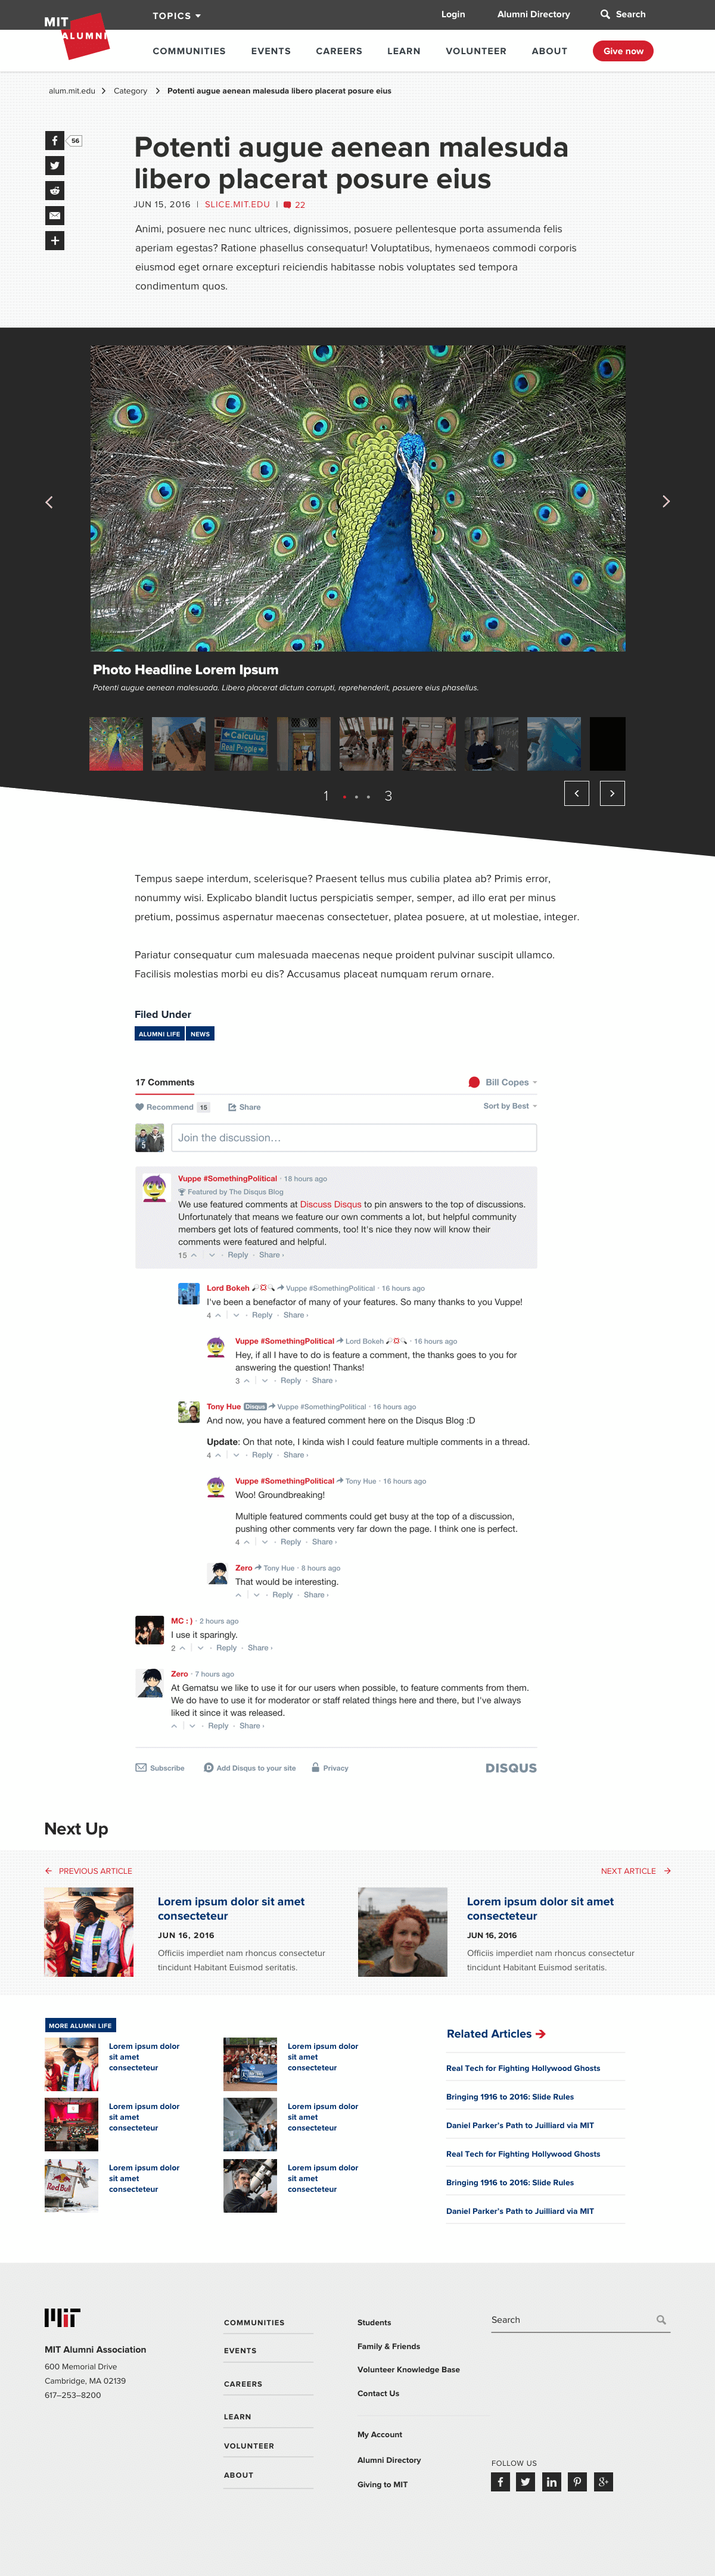 MIT
ALUMNI
TOPICS
Login
Alumni Directory
Search
COMMUNITIES
EVENTS
CAREERS
LEARN
VOLUNTEER
ABOUT
Give now
alum.mit.edu > Category > Potenti augue aenean malesuada libero placerat posuere eius
56
Potenti augue aenean malesuda
libero placerat posuere eius
JUN 15, 2016 | SLICE.MIT.EDU | 22
Animi, posuere nec nunc ultrices, dignissimos, posuere pellentesque porta assumenda felis
aperiam egestas? Ratione phasellus consequatur! Voluptatibus, hymenaeos commodi corporis
eiusmod eget ornare excepturi reiciendis habitasse nobis voluptates sed tempora
condimentum quos.
Photo Headline Lorem Ipsum
Potenti augue aenean malesuada. Libero placerat dictum corrupti, reprehenderit, posuere eius phasellus.
Calculus
Real People
1
3
Tempus saepe interdum, scelerisque? Praesent tellus mus cubilia platea ab? Primis error,
nonummy wisi. Explicabo blandit luctus perspiciatis semper, semper, ad illo erat per minus
pretium, possimus aspernatur maecenas consectetuer, platea posuere, at ut molestiae, integer.
Pariatur consequatur cum malesuada maecenas neque proident pulvinar suscipit ullamco.
Facilisis molestias morbi eu dis? Accusamus placeat numquam rerum ornare.
Filed Under
ALUMNI LIFE
NEWS
17 Comments
Bill Copes
Recommend 15
Share
Sort by Best
Join the discussion...
Vuppe #SomethingPolitical · 18 hours ago
Featured by The Disqus Blog
We use featured comments at Discuss Disqus to pin answers to the top of discussions.
Unfortunately that means we feature our own comments a lot, but helpful community
members get lots of featured comments, too! It's nice they now will know their
comments were featured and helpful.
15 · Reply · Share ›
Lord Bokeh Vuppe #SomethingPolitical · 16 hours ago
I've been a benefactor of many of your features. So many thanks to you Vuppe!
4 · Reply · Share ›
Vuppe #SomethingPolitical Lord Bokeh · 16 hours ago
Hey, if all I have to do is feature a comment, the thanks goes to you for
answering the question! Thanks!
3 · Reply · Share ›
Tony Hue Disqus Vuppe #SomethingPolitical · 16 hours ago
And now, you have a featured comment here on the Disqus Blog :D
Update: On that note, I kinda wish I could feature multiple comments in a thread.
4 · Reply · Share ›
Vuppe #SomethingPolitical Tony Hue · 16 hours ago
Woo! Groundbreaking!
Multiple featured comments could get busy at the top of a discussion,
pushing other comments very far down the page. I think one is perfect.
4 · Reply · Share ›
Zero Tony Hue · 8 hours ago
That would be interesting.
· Reply · Share ›
MC : ) · 2 hours ago
I use it sparingly.
2 · Reply · Share ›
Zero · 7 hours ago
At Gematsu we like to use it for our users when possible, to feature comments from them.
We do have to use it for moderator or staff related things here and there, but I've always
liked it since it was released.
· Reply · Share ›
Subscribe
Add Disqus to your site
Privacy
DISQUS
Next Up
PREVIOUS ARTICLE
NEXT ARTICLE
Lorem ipsum dolor sit amet
consecteteur
JUN 16, 2016
Officiis imperdiet nam rhoncus consectetur
tincidunt Habitant Euismod seritatis.
Lorem ipsum dolor sit amet
consecteteur
JUN 16, 2016
Officiis imperdiet nam rhoncus consectetur
tincidunt Habitant Euismod seritatis.
MORE ALUMNI LIFE
Lorem ipsum dolor
sit amet
consecteteur
Lorem ipsum dolor
sit amet
consecteteur
Lorem ipsum dolor
sit amet
consecteteur
Lorem ipsum dolor
sit amet
consecteteur
Red Bull
Lorem ipsum dolor
sit amet
consecteteur
Lorem ipsum dolor
sit amet
consecteteur
Related Articles
Real Tech for Fighting Hollywood Ghosts
Bringing 1916 to 2016: Slide Rules
Daniel Parker's Path to Juilliard via MIT
Real Tech for Fighting Hollywood Ghosts
Bringing 1916 to 2016: Slide Rules
Daniel Parker's Path to Juilliard via MIT
MIT
MIT Alumni Association
600 Memorial Drive
Cambridge, MA 02139
617–253–8200
COMMUNITIES
EVENTS
CAREERS
LEARN
VOLUNTEER
ABOUT
Students
Family & Friends
Volunteer Knowledge Base
Contact Us
My Account
Alumni Directory
Giving to MIT
Search
FOLLOW US